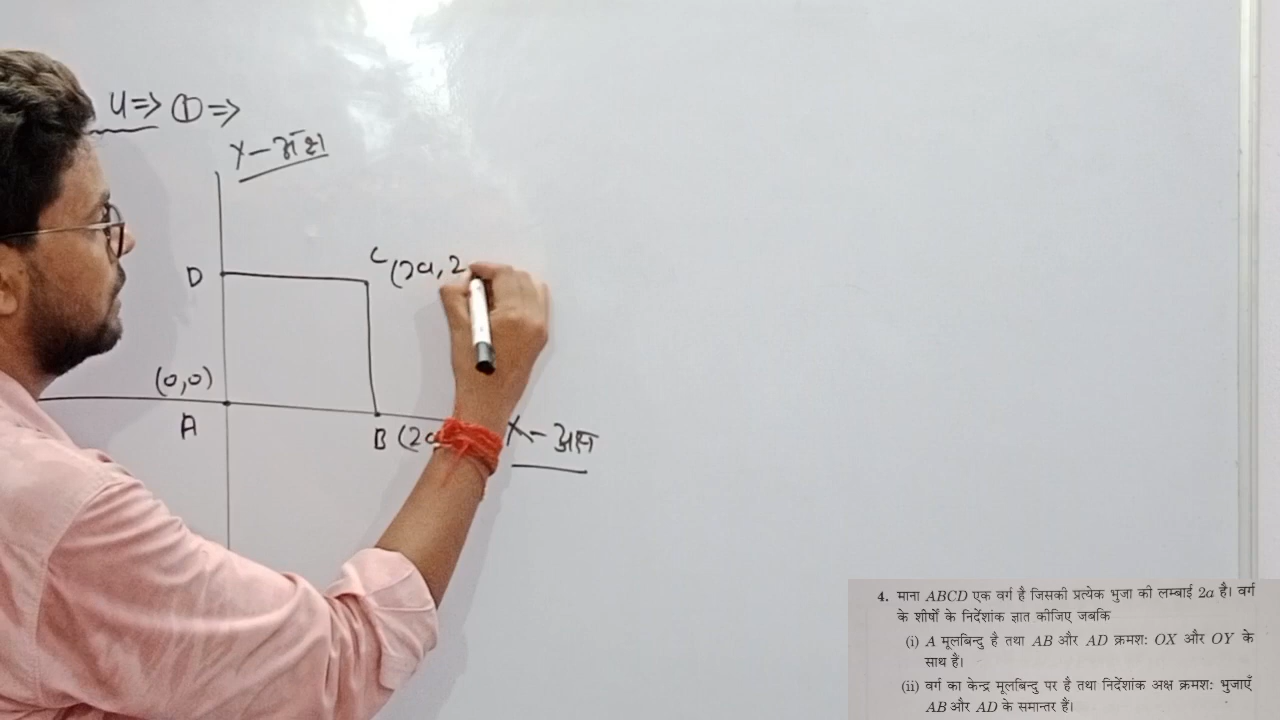 4⇒ ①⇒
Y-अक्ष
D
C(2a,2
(0,0)
A
B(2a
X-अक्ष
4. माना ABCD एक वर्ग है जिसकी प्रत्येक भुजा की लम्बाई 2a है। वर्ग
के शीर्षों के निर्देशांक ज्ञात कीजिए जबकि
(i) A मूलबिन्दु है तथा AB और AD क्रमशः OX और OY के
साथ हैं।
(ii) वर्ग का केन्द्र मूलबिन्दु पर है तथा निर्देशांक अक्ष क्रमशः भुजाएँ
AB और AD के समान्तर हैं।